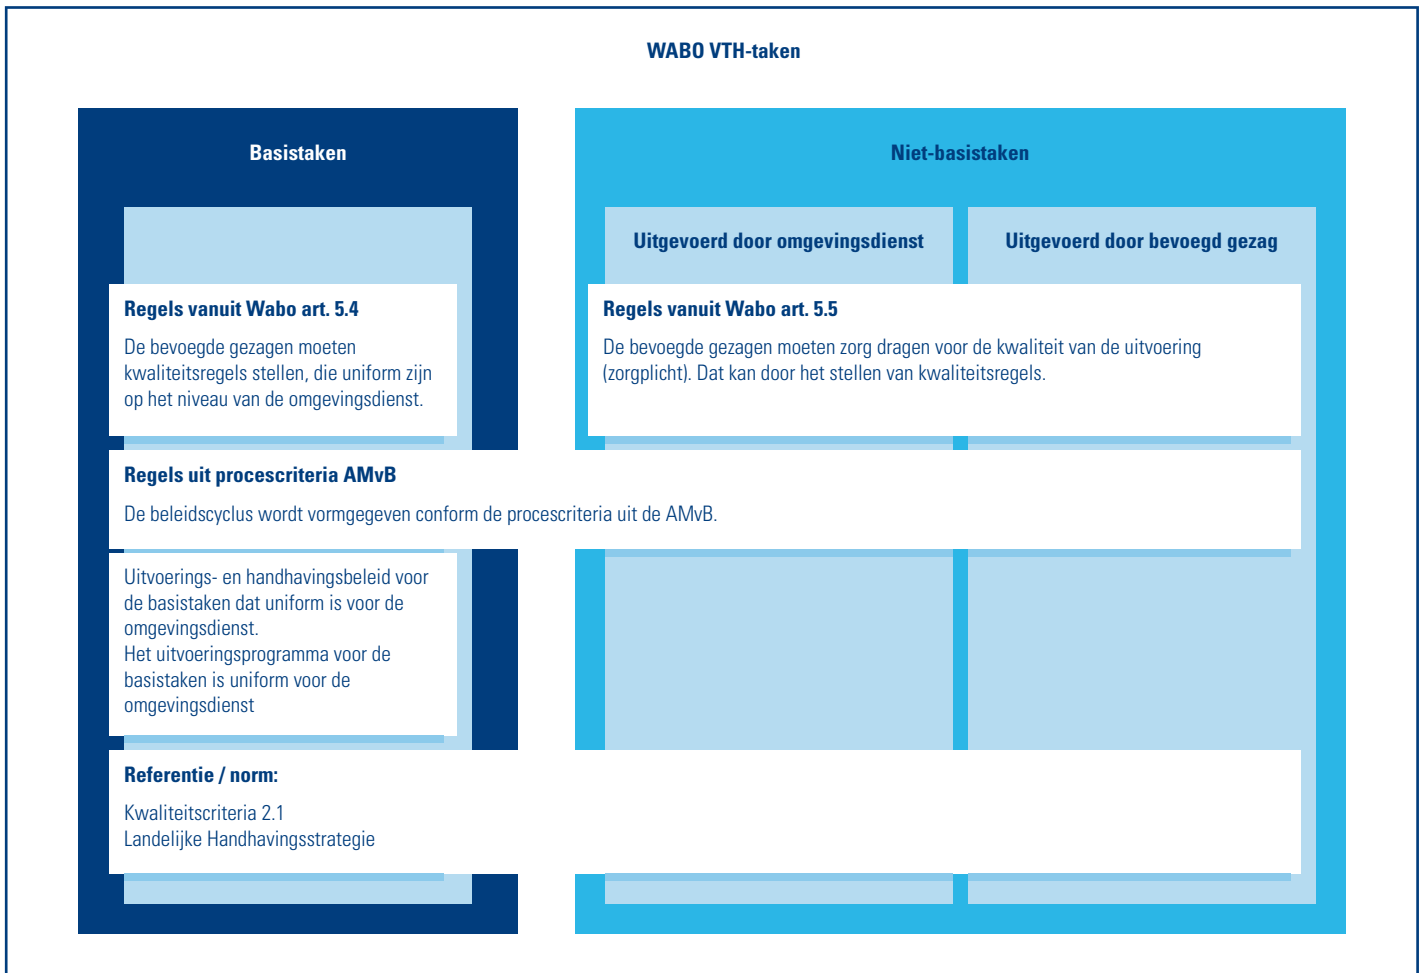 WABO VTH-taken
Basistaken
Niet-basistaken
Uitgevoerd door omgevingsdienst
Uitgevoerd door bevoegd gezag
Regels vanuit Wabo art. 5.4
De bevoegde gezagen moeten
kwaliteitsregels stellen, die uniform zijn
op het niveau van de omgevingsdienst.
Regels vanuit Wabo art. 5.5
De bevoegde gezagen moeten zorg dragen voor de kwaliteit van de uitvoering
(zorgplicht). Dat kan door het stellen van kwaliteitsregels.
Regels uit procescriteria AMvB
De beleidscyclus wordt vormgegeven conform de procescriteria uit de AMvB.
Uitvoerings- en handhavingsbeleid voor
de basistaken dat uniform is voor de
omgevingsdienst.
Het uitvoeringsprogramma voor de
basistaken is uniform voor de
omgevingsdienst
Referentie / norm:
Kwaliteitscriteria 2.1
Landelijke Handhavingsstrategie